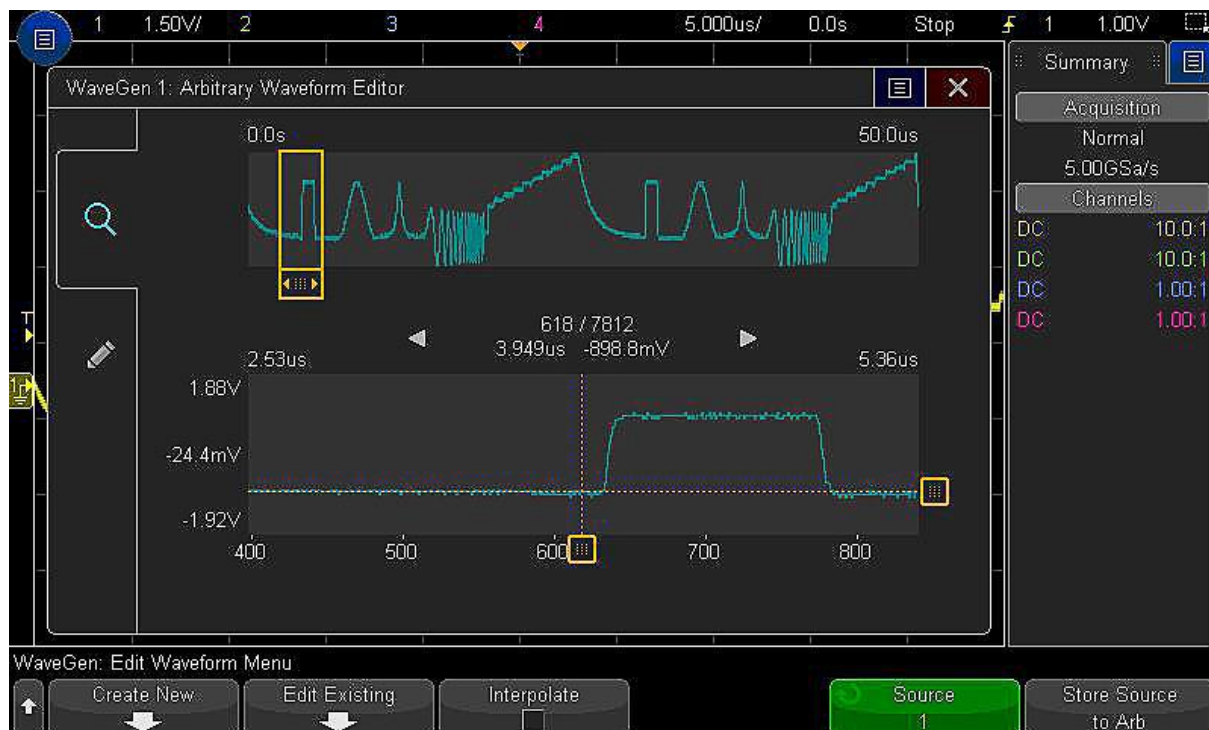 1 1.50V/ 2 3 4 5.000us/ 0.0s Stop 1 1.00V
WaveGen 1: Arbitrary Waveform Editor
0.0s 50.0us
618 / 7812
3.949us -898.8mV
2.53us 5.36us
1.88V
-24.4mV
-1.92V
400 500 600 700 800
T
1
Summary
Acquisition
Normal
5.00GSa/s
Channels
DC 10.0:1
DC 10.0:1
DC 1.00:1
DC 1.00:1
WaveGen: Edit Waveform Menu
Create New
Edit Existing
Interpolate
Source
1
Store Source
to Arb